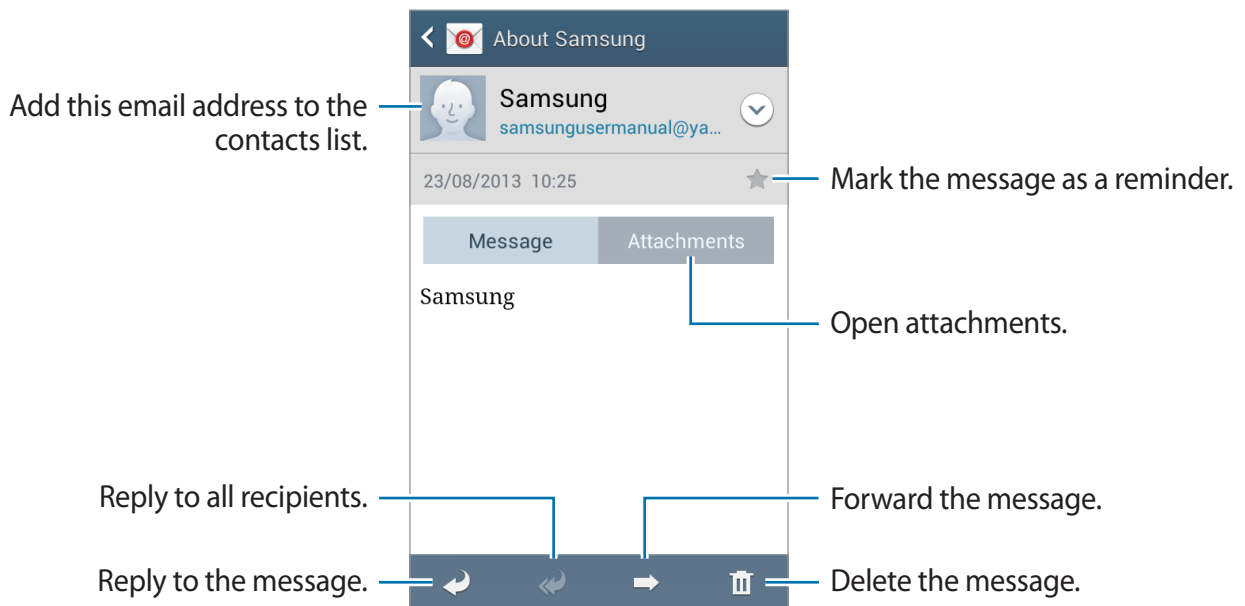 About Samsung
Add this email address to the
contacts list.
Samsung
samsungusermanual@ya...
23/08/2013 10:25
Mark the message as a reminder.
Message
Attachments
Samsung
Open attachments.
Reply to all recipients.
Forward the message.
Reply to the message.
Delete the message.